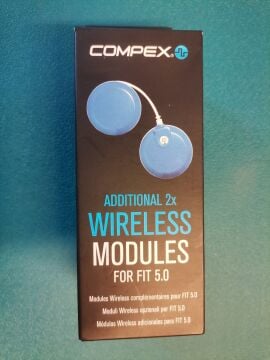 COMPEX
ADDITIONAL 2x
WIRELESS
MODULES
FOR FIT 5.0
Modules Wireless complémentaires pour FIT 5.0
Moduli Wireless opzionali per FIT 5.0
Módulos Wireless adicionales para FIT 5.0